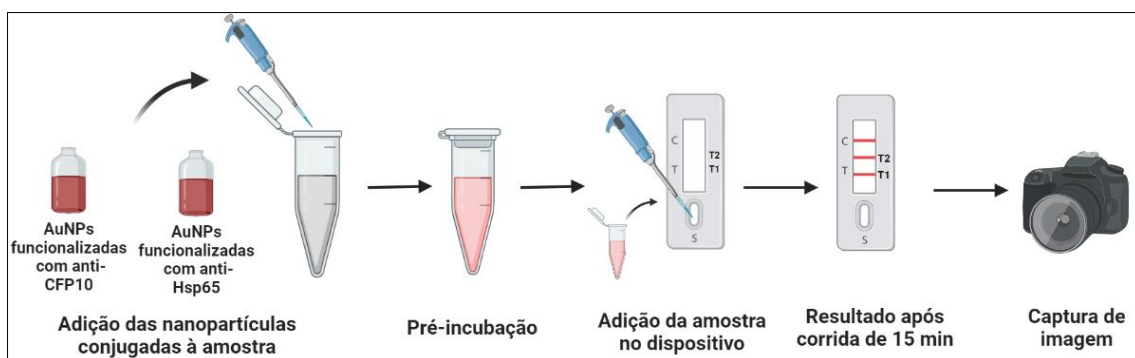 AuNPs
funcionalizadas
com anti-
CFP10
AuNPs
funcionalizadas
com anti-
Hsp65
Adição das nanopartículas
conjugadas à amostra
Pré-incubação
C
T2
T T1
S
Adição da amostra
no dispositivo
C
T2
T T1
S
Resultado após
corrida de 15 min
Captura de
imagem